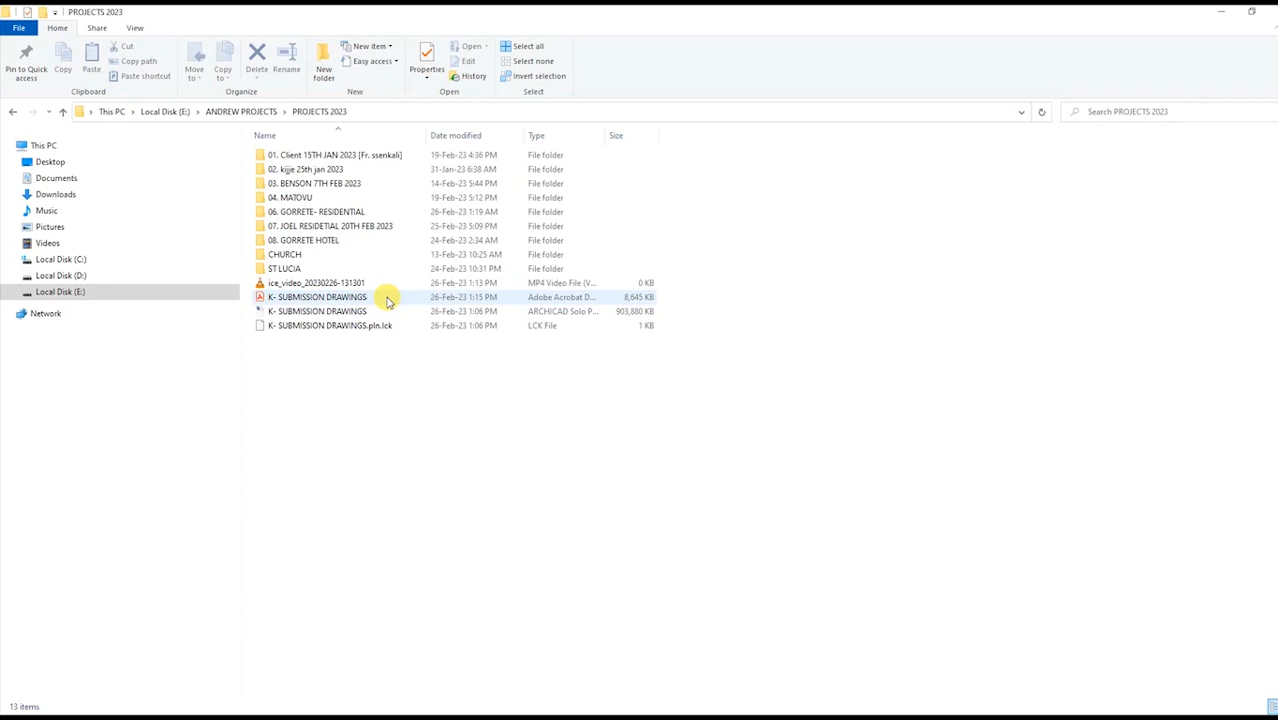 PROJECTS 2023
File Home Share View
Pin to Quick access
Copy
Paste
Cut
Copy path
Paste shortcut
Clipboard
Move to
Copy to
Delete
Rename
Organize
New folder
New item
Easy access
New
Properties
Open
Edit
History
Open
Select all
Select none
Invert selection
Select
This PC Local Disk (E:) ANDREW PROJECTS PROJECTS 2023
Search PROJECTS 2023
This PC
Desktop
Documents
Downloads
Music
Pictures
Videos
Local Disk (C:)
Local Disk (D:)
Local Disk (E:)
Network
Name Date modified Type Size
01. Client 15TH JAN 2023 [Fr. ssenkali] 19-Feb-23 4:36 PM File folder
02. kijje 25th jan 2023 31-Jan-23 6:38 AM File folder
03. BENSON 7TH FEB 2023 14-Feb-23 5:44 PM File folder
04. MATOVU 19-Feb-23 5:12 PM File folder
06. GORRETE- RESIDENTIAL 26-Feb-23 1:19 AM File folder
07. JOEL RESIDETIAL 20TH FEB 2023 25-Feb-23 5:09 PM File folder
08. GORRETE HOTEL 24-Feb-23 2:34 AM File folder
CHURCH 13-Feb-23 10:25 AM File folder
ST LUCIA 24-Feb-23 10:31 PM File folder
ice_video_20230226-131301 26-Feb-23 1:13 PM MP4 Video File (V... 0 KB
K- SUBMISSION DRAWINGS 26-Feb-23 1:15 PM Adobe Acrobat D... 8,645 KB
K- SUBMISSION DRAWINGS 26-Feb-23 1:06 PM ARCHICAD Solo P... 903,880 KB
K- SUBMISSION DRAWINGS.pln.lck 26-Feb-23 1:06 PM LCK File 1 KB
13 items